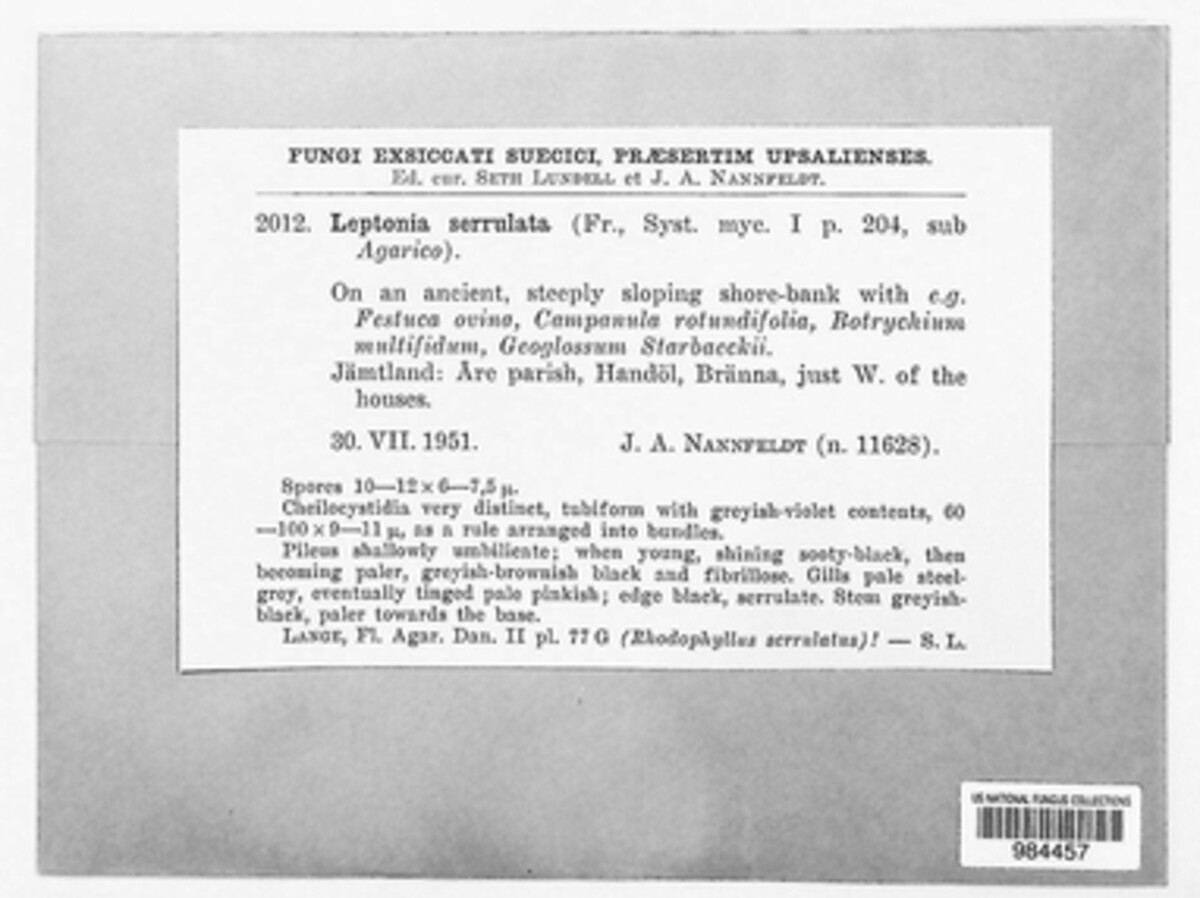 FUNGI EXSICCATI SUECICI, PRÆSERTIM UPSALIENSES.
Ed. cur. SETH LUNDELL et J. A. NANNFELDT.
2012. Leptonia serrulata (Fr., Syst. myc. I p. 204, sub
Agarico).
On an ancient, steeply sloping shore-bank with e.g.
Festuca ovina, Campanula rotundifolia, Botrychium
multifidum, Geoglossum Starbaeckii.
Jämtland: Åre parish, Handöl, Bränna, just W. of the
houses.
30. VII. 1951. J. A. NANNFELDT (n. 11628).
Spores 10—12 × 6—7,5 μ.
Cheilocystidia very distinct, tubiform with greyish-violet contents, 60
—100 × 9—11 μ, as a rule arranged into bundles.
Pileus shallowly umbilicate; when young, shining sooty-black, then
becoming paler, greyish-brownish black and fibrillose. Gills pale steel-
grey, eventually tinged pale pinkish; edge black, serrulate. Stem greyish-
black, paler towards the base.
LANGE, Fl. Agar. Dan. II pl. 77 G (Rhodophyllus serrulatus)! — S. L.
US NATIONAL FUNGUS COLLECTIONS
984457